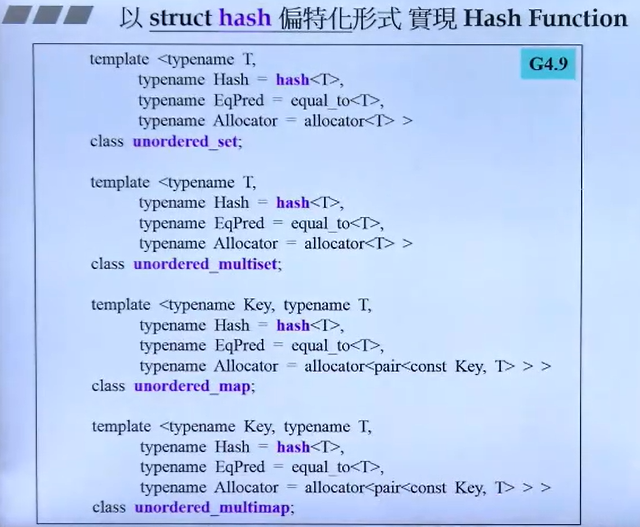 以 struct hash 偏特化形式 實現 Hash Function
G4.9
template <typename T,
typename Hash = hash<T>,
typename EqPred = equal_to<T>,
typename Allocator = allocator<T> >
class unordered_set;
template <typename T,
typename Hash = hash<T>,
typename EqPred = equal_to<T>,
typename Allocator = allocator<T> >
class unordered_multiset;
template <typename Key, typename T,
typename Hash = hash<T>,
typename EqPred = equal_to<T>,
typename Allocator = allocator<pair<const Key, T> > >
class unordered_map;
template <typename Key, typename T,
typename Hash = hash<T>,
typename EqPred = equal_to<T>,
typename Allocator = allocator<pair<const Key, T> > >
class unordered_multimap;